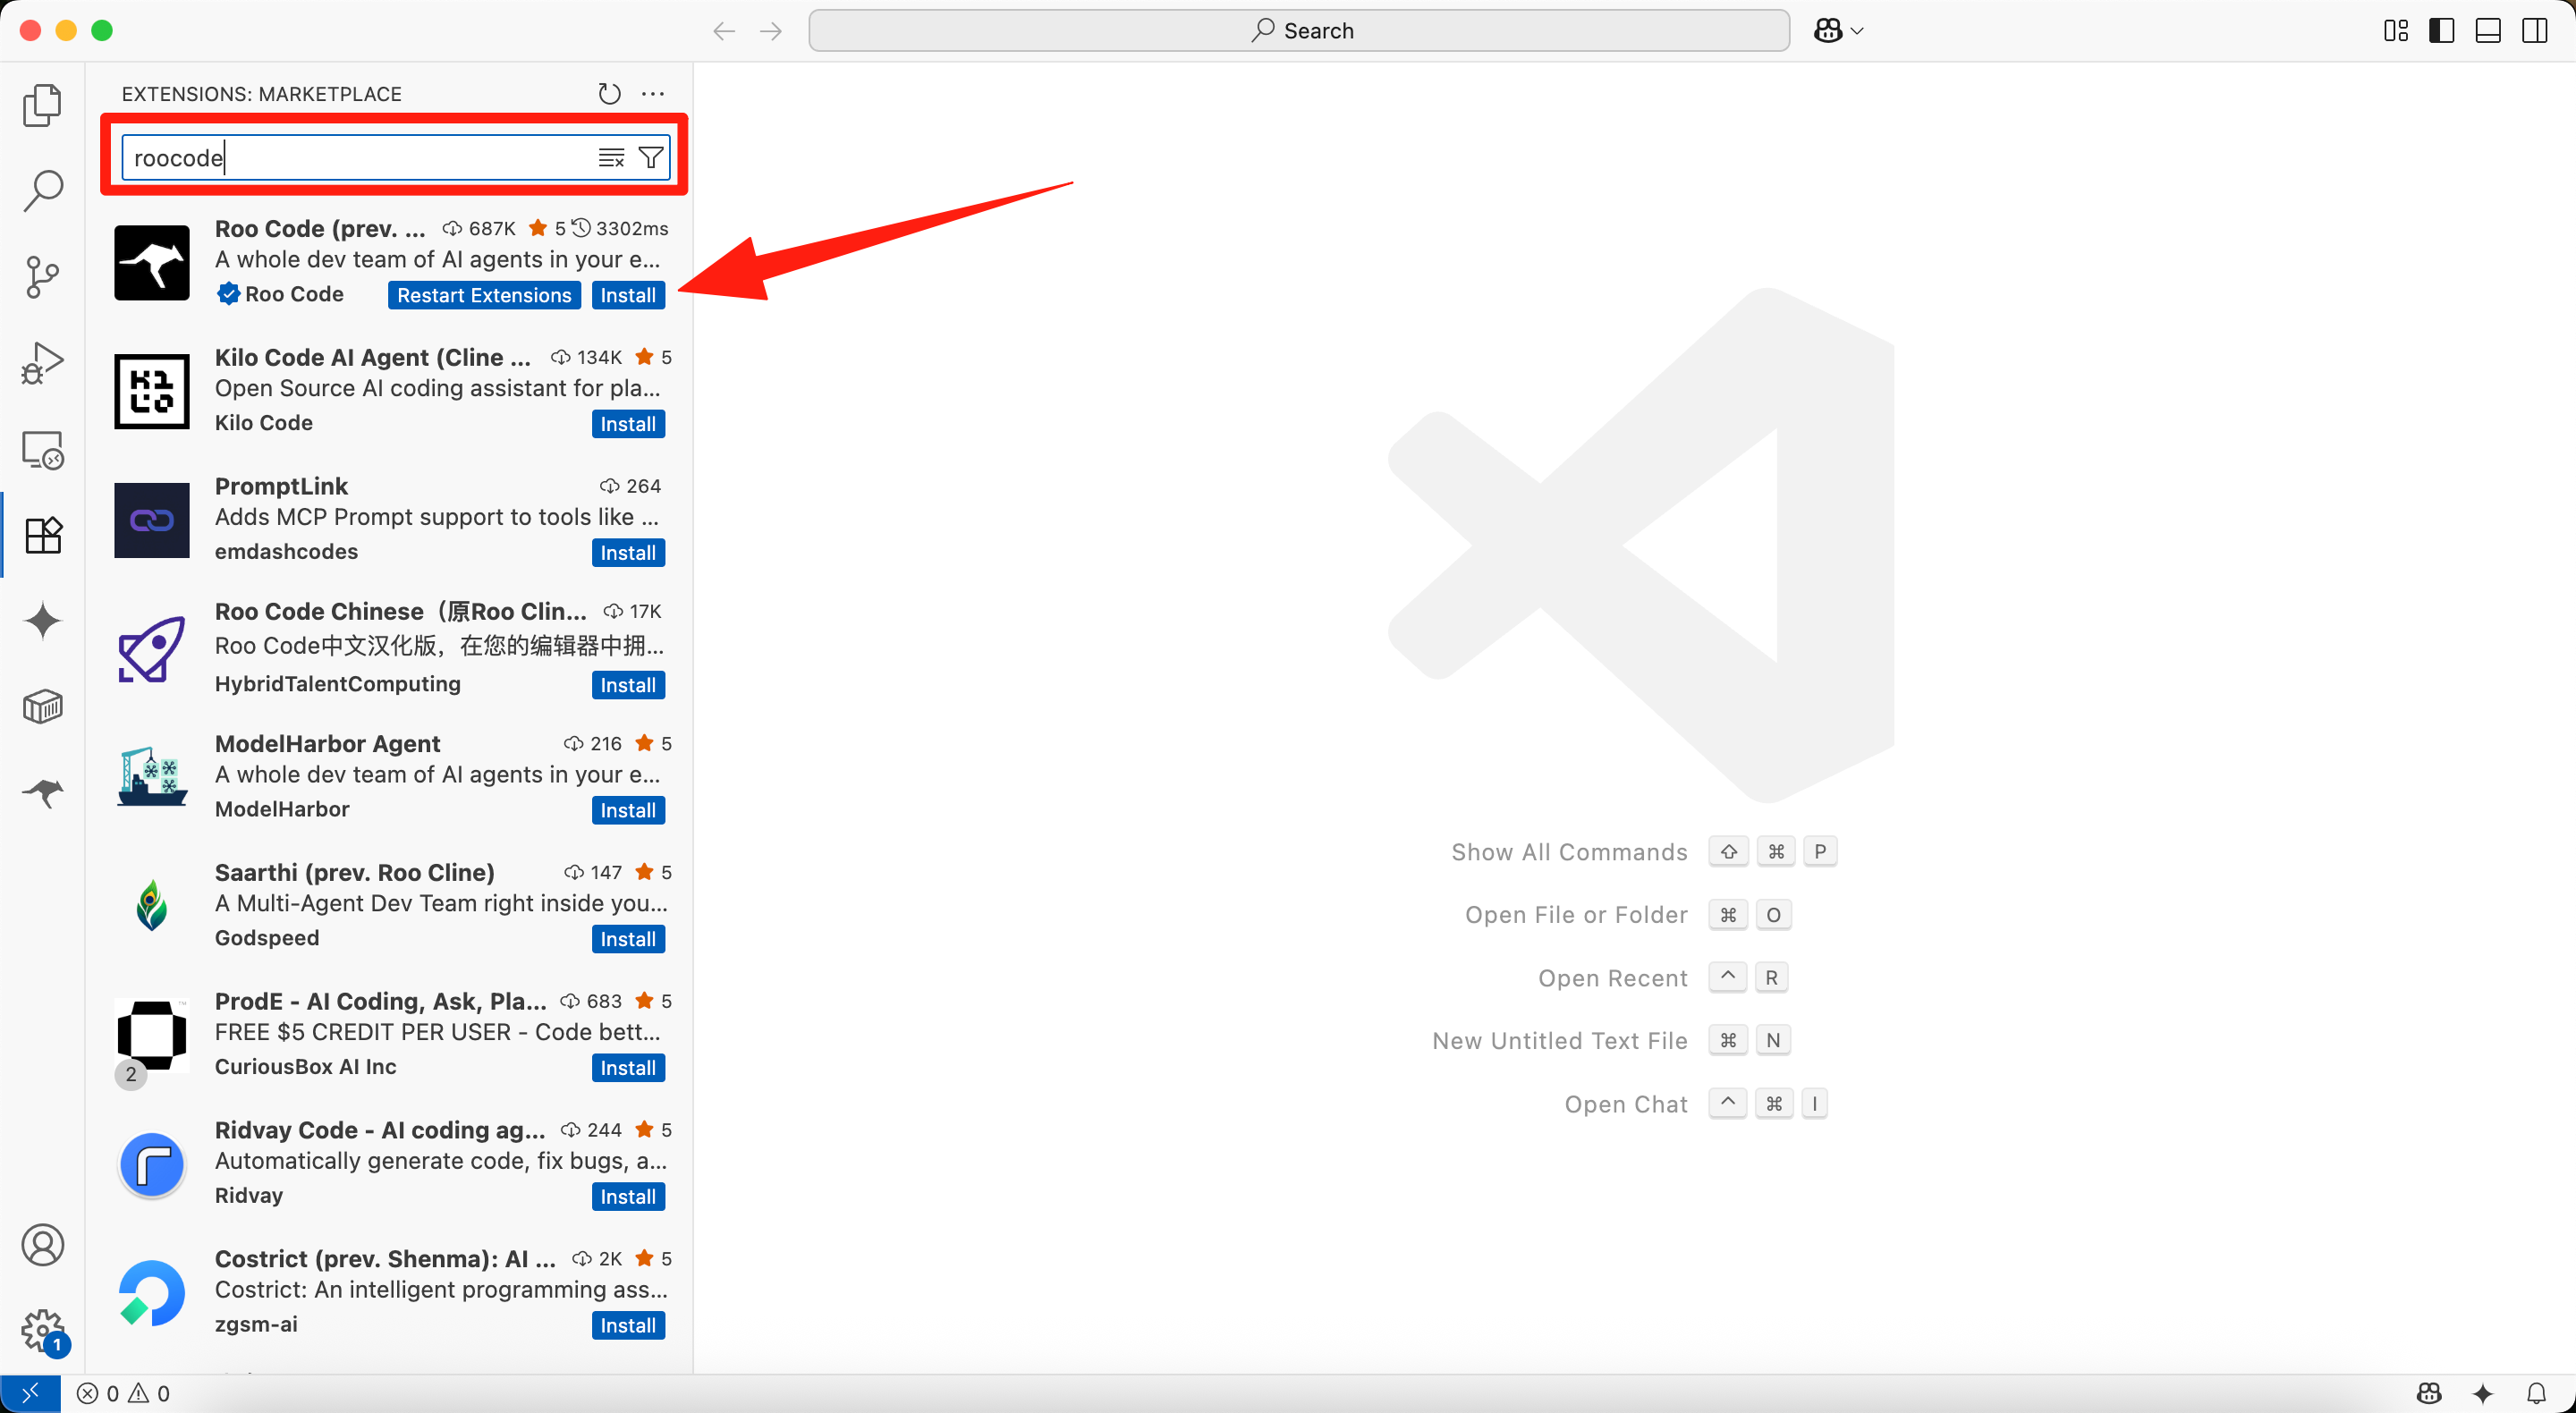 Search
EXTENSIONS: MARKETPLACE
roocode
Roo Code (prev. ... 687K 5 3302ms
A whole dev team of AI agents in your e...
Roo Code Restart Extensions Install
Kilo Code AI Agent (Cline ... 134K 5
Open Source AI coding assistant for pla...
Kilo Code Install
PromptLink 264
Adds MCP Prompt support to tools like ...
emdashcodes Install
Roo Code Chinese（原Roo Clin... 17K
Roo Code中文汉化版，在您的编辑器中拥...
HybridTalentComputing Install
ModelHarbor Agent 216 5
A whole dev team of AI agents in your e...
ModelHarbor Install
Saarthi (prev. Roo Cline) 147 5
A Multi-Agent Dev Team right inside you...
Godspeed Install
ProdE - AI Coding, Ask, Pla... 683 5
FREE $5 CREDIT PER USER - Code bett...
CuriousBox AI Inc Install
2
Ridvay Code - AI coding ag... 244 5
Automatically generate code, fix bugs, a...
Ridvay Install
Costrict (prev. Shenma): AI ... 2K 5
Costrict: An intelligent programming ass...
zgsm-ai Install
1
0 0
Show All Commands ⇧ ⌘ P
Open File or Folder ⌘ O
Open Recent ^ R
New Untitled Text File ⌘ N
Open Chat ^ ⌘ I